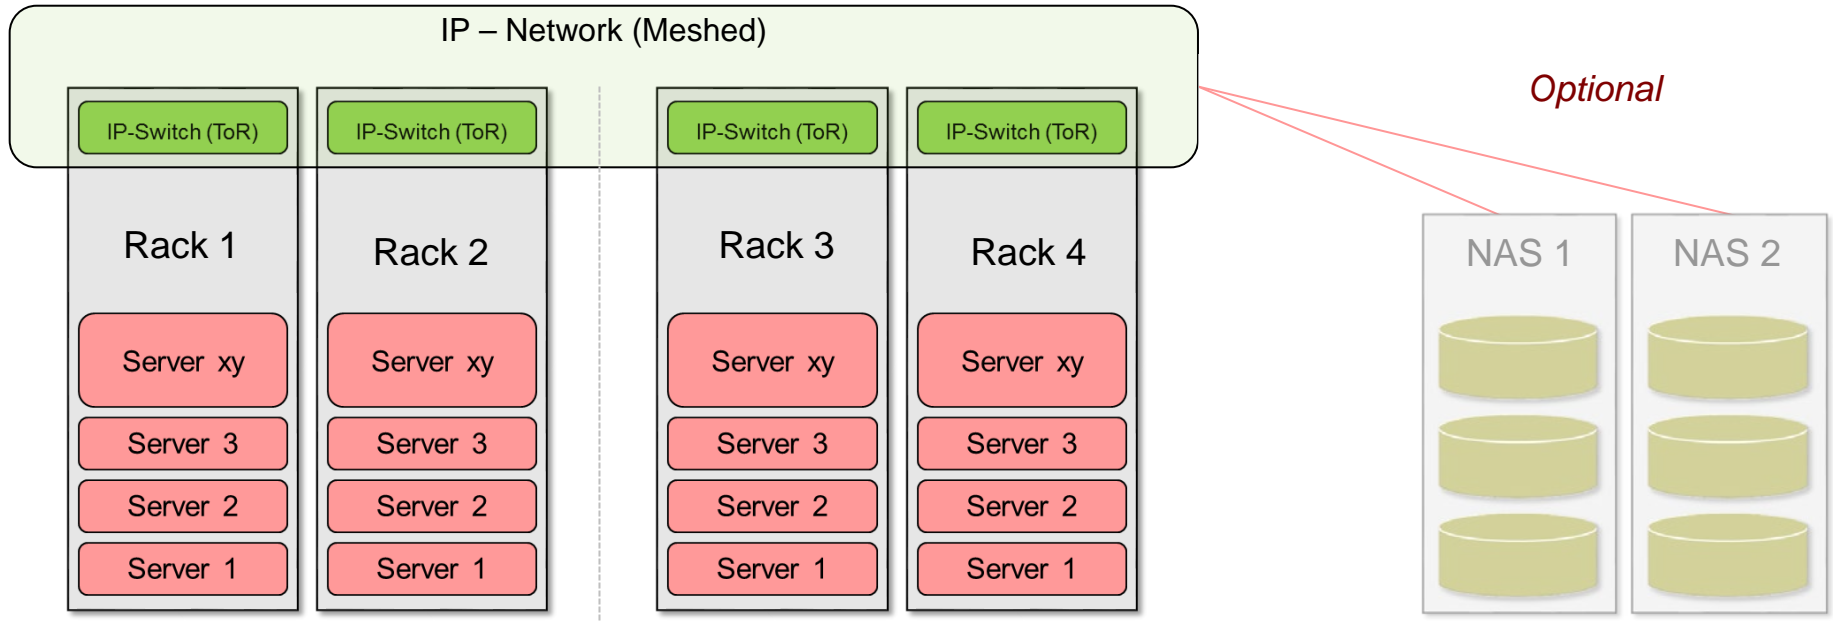 IP – Network (Meshed)
Optional
IP-Switch (ToR)
IP-Switch (ToR)
IP-Switch (ToR)
IP-Switch (ToR)
Rack 1
Rack 2
Rack 3
Rack 4
NAS 1
NAS 2
Server xy
Server xy
Server xy
Server xy
Server 3
Server 3
Server 3
Server 3
Server 2
Server 2
Server 2
Server 2
Server 1
Server 1
Server 1
Server 1